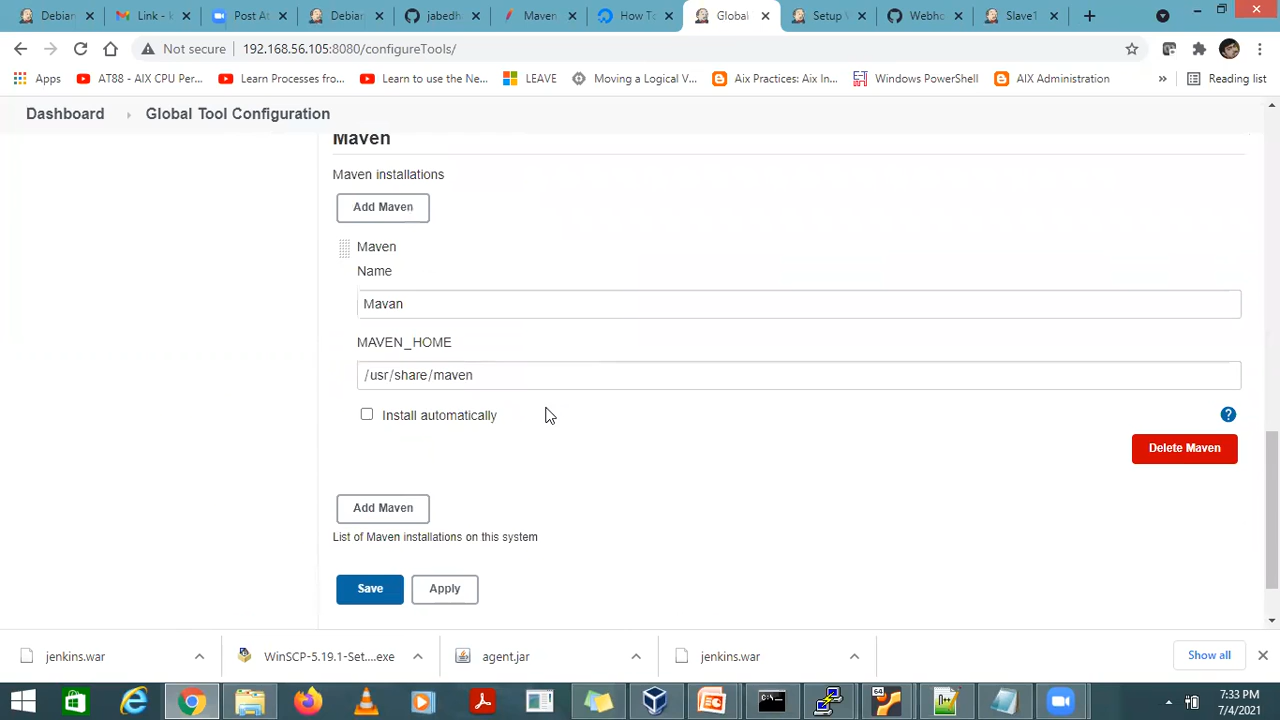 Debian
Link -
Post At
Debian
jabedh
Maven
How To
Global
Setup W
Webho
Slave1
Not secure
192.168.56.105:8080/configureTools/
Apps
AT88 - AIX CPU Per...
Learn Processes fro...
Learn to use the Ne...
LEAVE
Moving a Logical V...
Aix Practices: Aix In...
Windows PowerShell
AIX Administration
»
Reading list
Dashboard
Global Tool Configuration
Maven
Maven installations
Add Maven
Maven
Name
Mavan
MAVEN_HOME
/usr/share/maven
Install automatically
?
Delete Maven
Add Maven
List of Maven installations on this system
Save
Apply
jenkins.war
WinSCP-5.19.1-Set....exe
agent.jar
jenkins.war
Show all
64
7:33 PM
7/4/2021